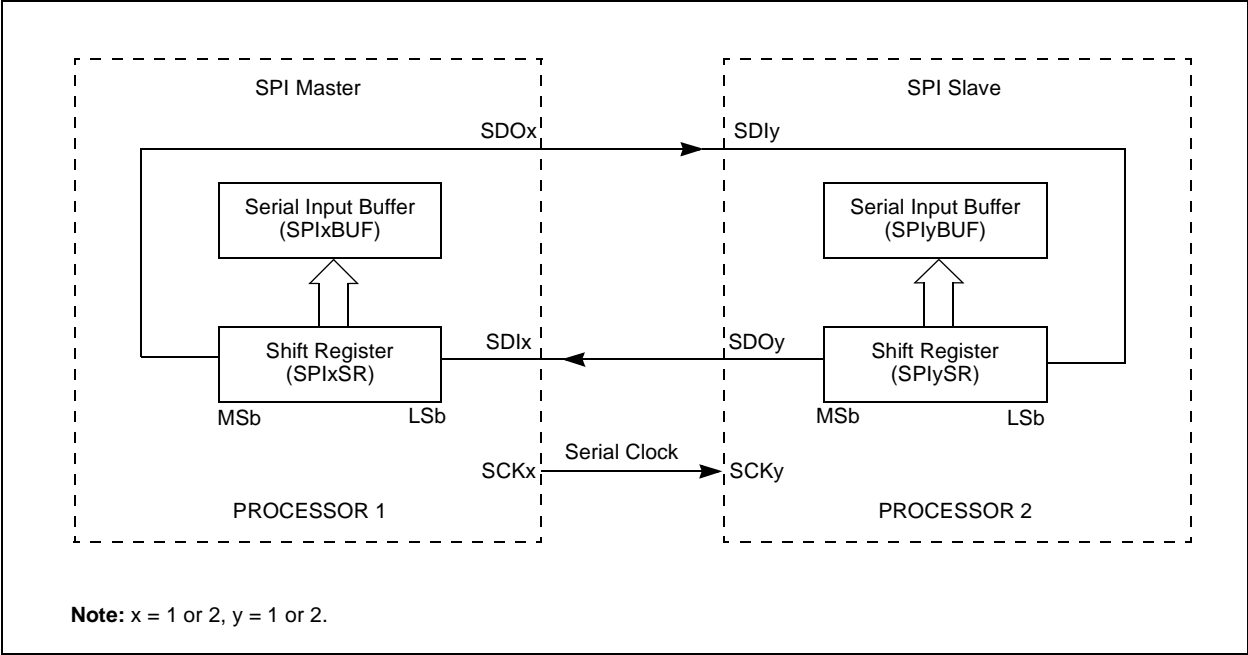 SPI Master
SPI Slave
SDOx
SDIy
Serial Input Buffer
(SPIxBUF)
Serial Input Buffer
(SPIyBUF)
SDIx
SDOy
Shift Register
(SPIxSR)
Shift Register
(SPIySR)
MSb
LSb
MSb
LSb
Serial Clock
SCKx
SCKy
PROCESSOR 1
PROCESSOR 2
Note: x = 1 or 2, y = 1 or 2.